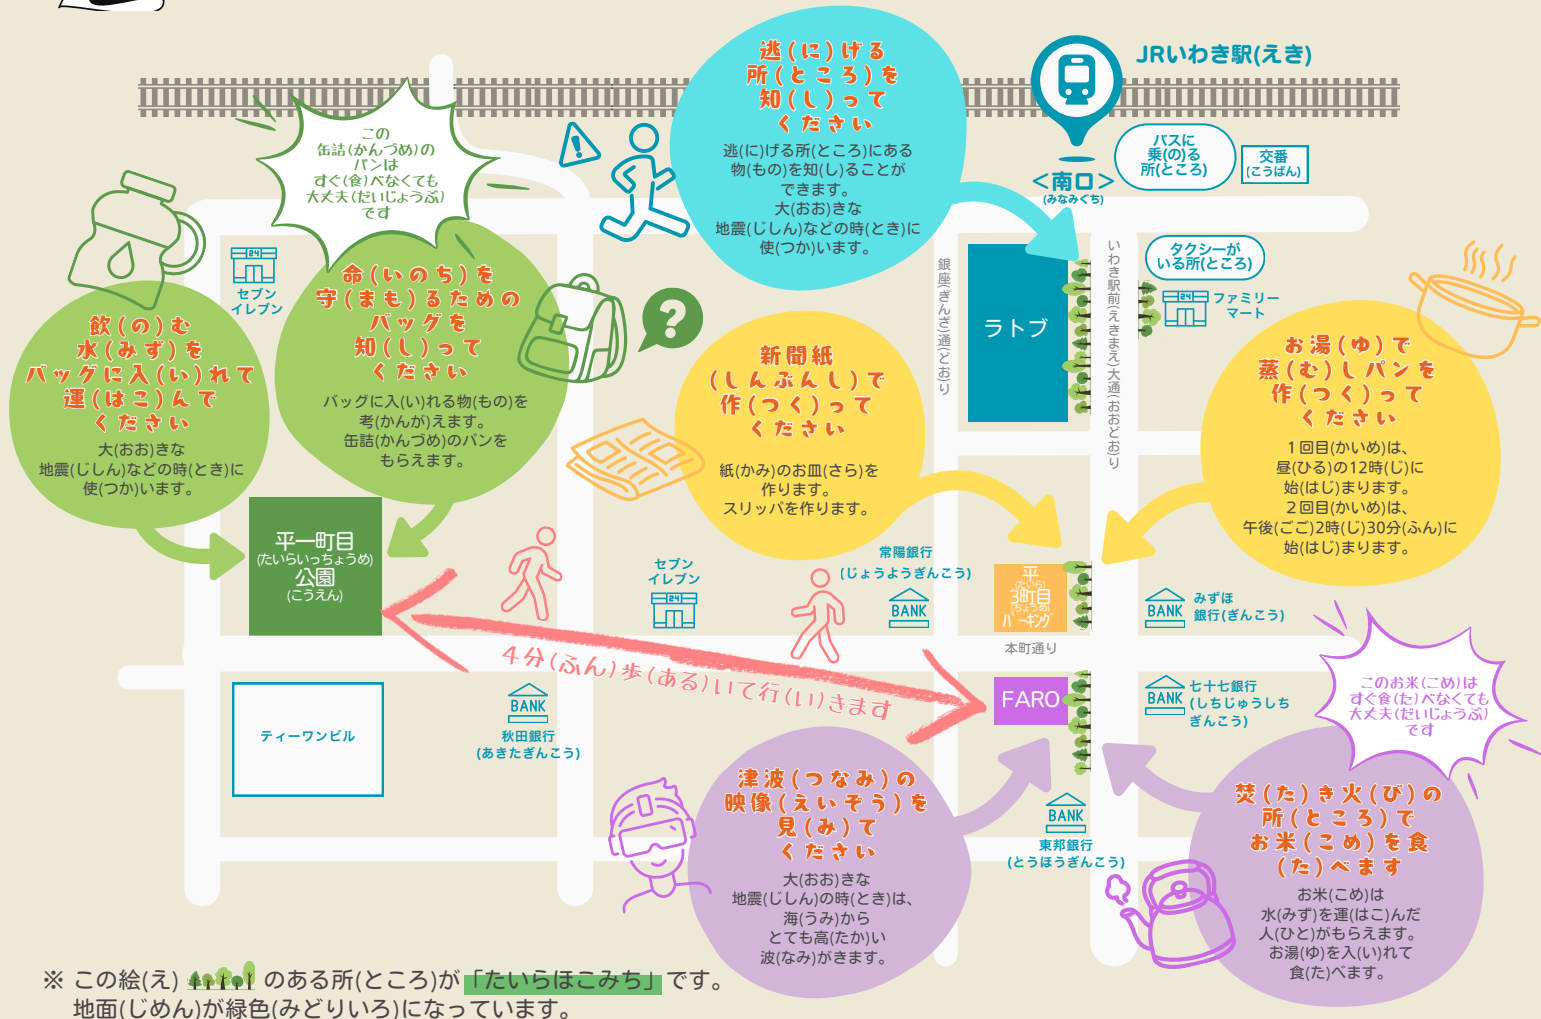 JRいわき駅(えき)
＜南口＞
(みなみぐち)
バスに
乗(の)る
所(ところ)
交番
(こうばん)
タクシーが
いる所(ところ)
ファミリー
マート
逃(に)げる
所(ところ)を
知(し)って
ください
逃(に)げる所(ところ)にある
物(もの)を知(し)ることが
できます。
大(おお)きな
地震(じしん)などの時(とき)に
使(つか)います。
この
缶詰(かんづめ)の
パンは
すぐ(食)べなくても
大丈夫(だいじょうぶ)
です
セブン
イレブン
飲(の)む
水(みず)を
バッグに入(い)れて
運(はこ)んで
ください
大(おお)きな
地震(じしん)などの時(とき)に
使(つか)います。
命(いのち)を
守(まも)るための
バッグを
知(し)って
ください
バッグに入(い)れる物(もの)を
考(かんが)えます。
缶詰(かんづめ)のパンを
もらえます。
?
新聞紙
(しんぶんし)で
作(つく)って
ください
紙(かみ)のお皿(さら)を
作ります。
スリッパを作ります。
銀座(ぎんざ)通(どお)り
ラトブ
いわき駅前(えきまえ)大通(おおどお)り
お湯(ゆ)で
蒸(む)しパンを
作(つく)って
ください
１回目(かいめ)は、
昼(ひる)の12時(じ)に
始(はじ)まります。
２回目(かいめ)は、
午後(ごご)2時(じ)30分(ふん)に
始(はじ)まります。
平一町目
(たいらいっちょうめ)
公園
(こうえん)
セブン
イレブン
常陽銀行
(じょうようぎんこう)
BANK
平
(たいら)
3町目
(ちょうめ)
パーキング
BANK
みずほ
銀行(ぎんこう)
本町通り
4分(ふん)歩(ある)いて行(い)きます
FARO
BANK
七十七銀行
(しちじゅうしち
ぎんこう)
このお米(こめ)は
すぐ食(た)べなくても
大丈夫(だいじょうぶ)
です
ティーワンビル
BANK
秋田銀行
(あきたぎんこう)
津波(つなみ)の
映像(えいぞう)を
見(み)て
ください
大(おお)きな
地震(じしん)の時(とき)は、
海(うみ)から
とても高(たか)い
波(なみ)がきます。
BANK
東邦銀行
(とうほうぎんこう)
焚(た)き火(び)の
所(ところ)で
お米(こめ)を食
(た)べます
お米(こめ)は
水(みず)を運(はこ)んだ
人(ひと)がもらえます。
お湯(ゆ)を入(い)れて
食(た)べます。
※ この絵(え) のある所(ところ)が「たいらほこみち」です。
地面(じめん)が緑色(みどりいろ)になっています。